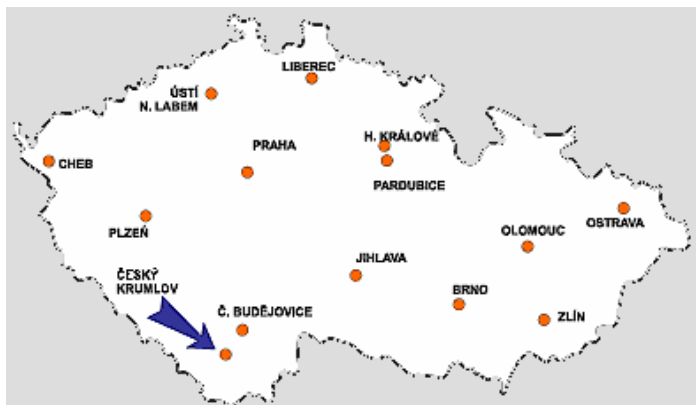 LIBEREC
ÚSTÍ
N. LABEM
H. KRÁLOVÉ
PRAHA
CHEB
PARDUBICE
OSTRAVA
OLOMOUC
PLZEŇ
JIHLAVA
ČESKÝ
KRUMLOV
BRNO
Č. BUDĚJOVICE
ZLÍN